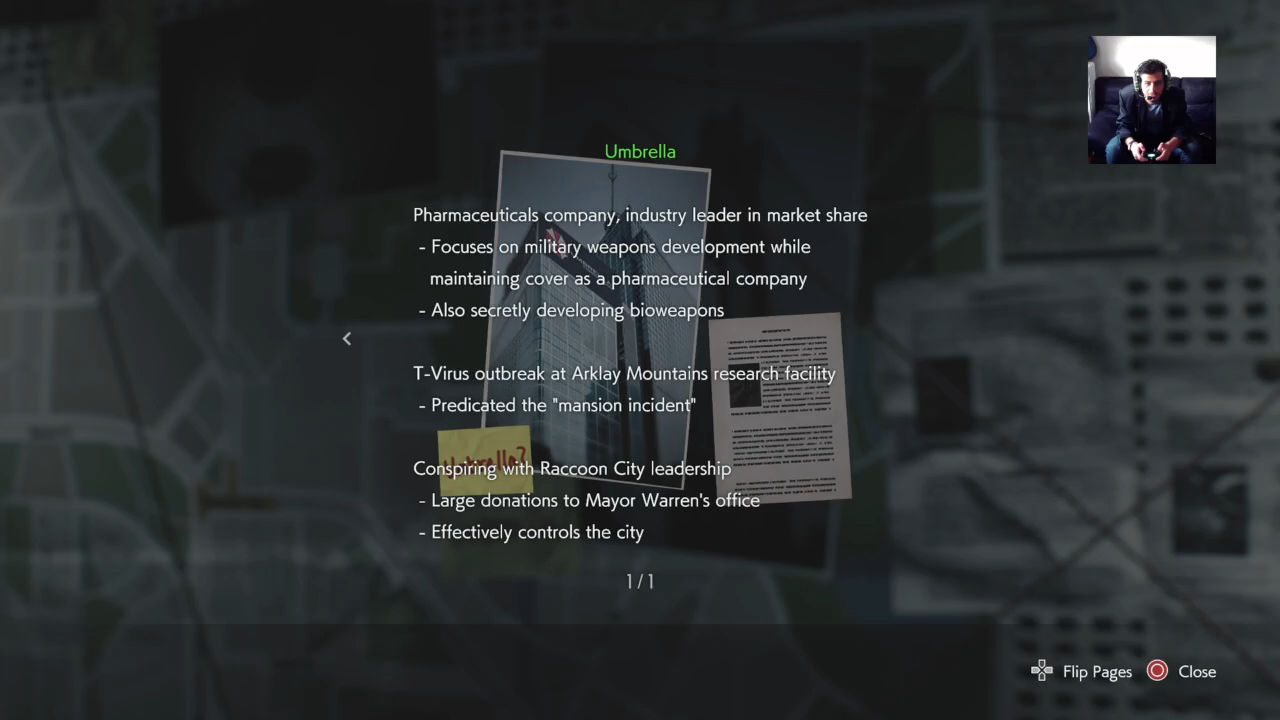 Umbrella
Pharmaceuticals company, industry leader in market share
- Focuses on military weapons development while
maintaining cover as a pharmaceutical company
- Also secretly developing bioweapons
T-Virus outbreak at Arklay Mountains research facility
- Predicated the "mansion incident"
Conspiring with Raccoon City leadership
- Large donations to Mayor Warren's office
- Effectively controls the city
1/1
Flip Pages
Close